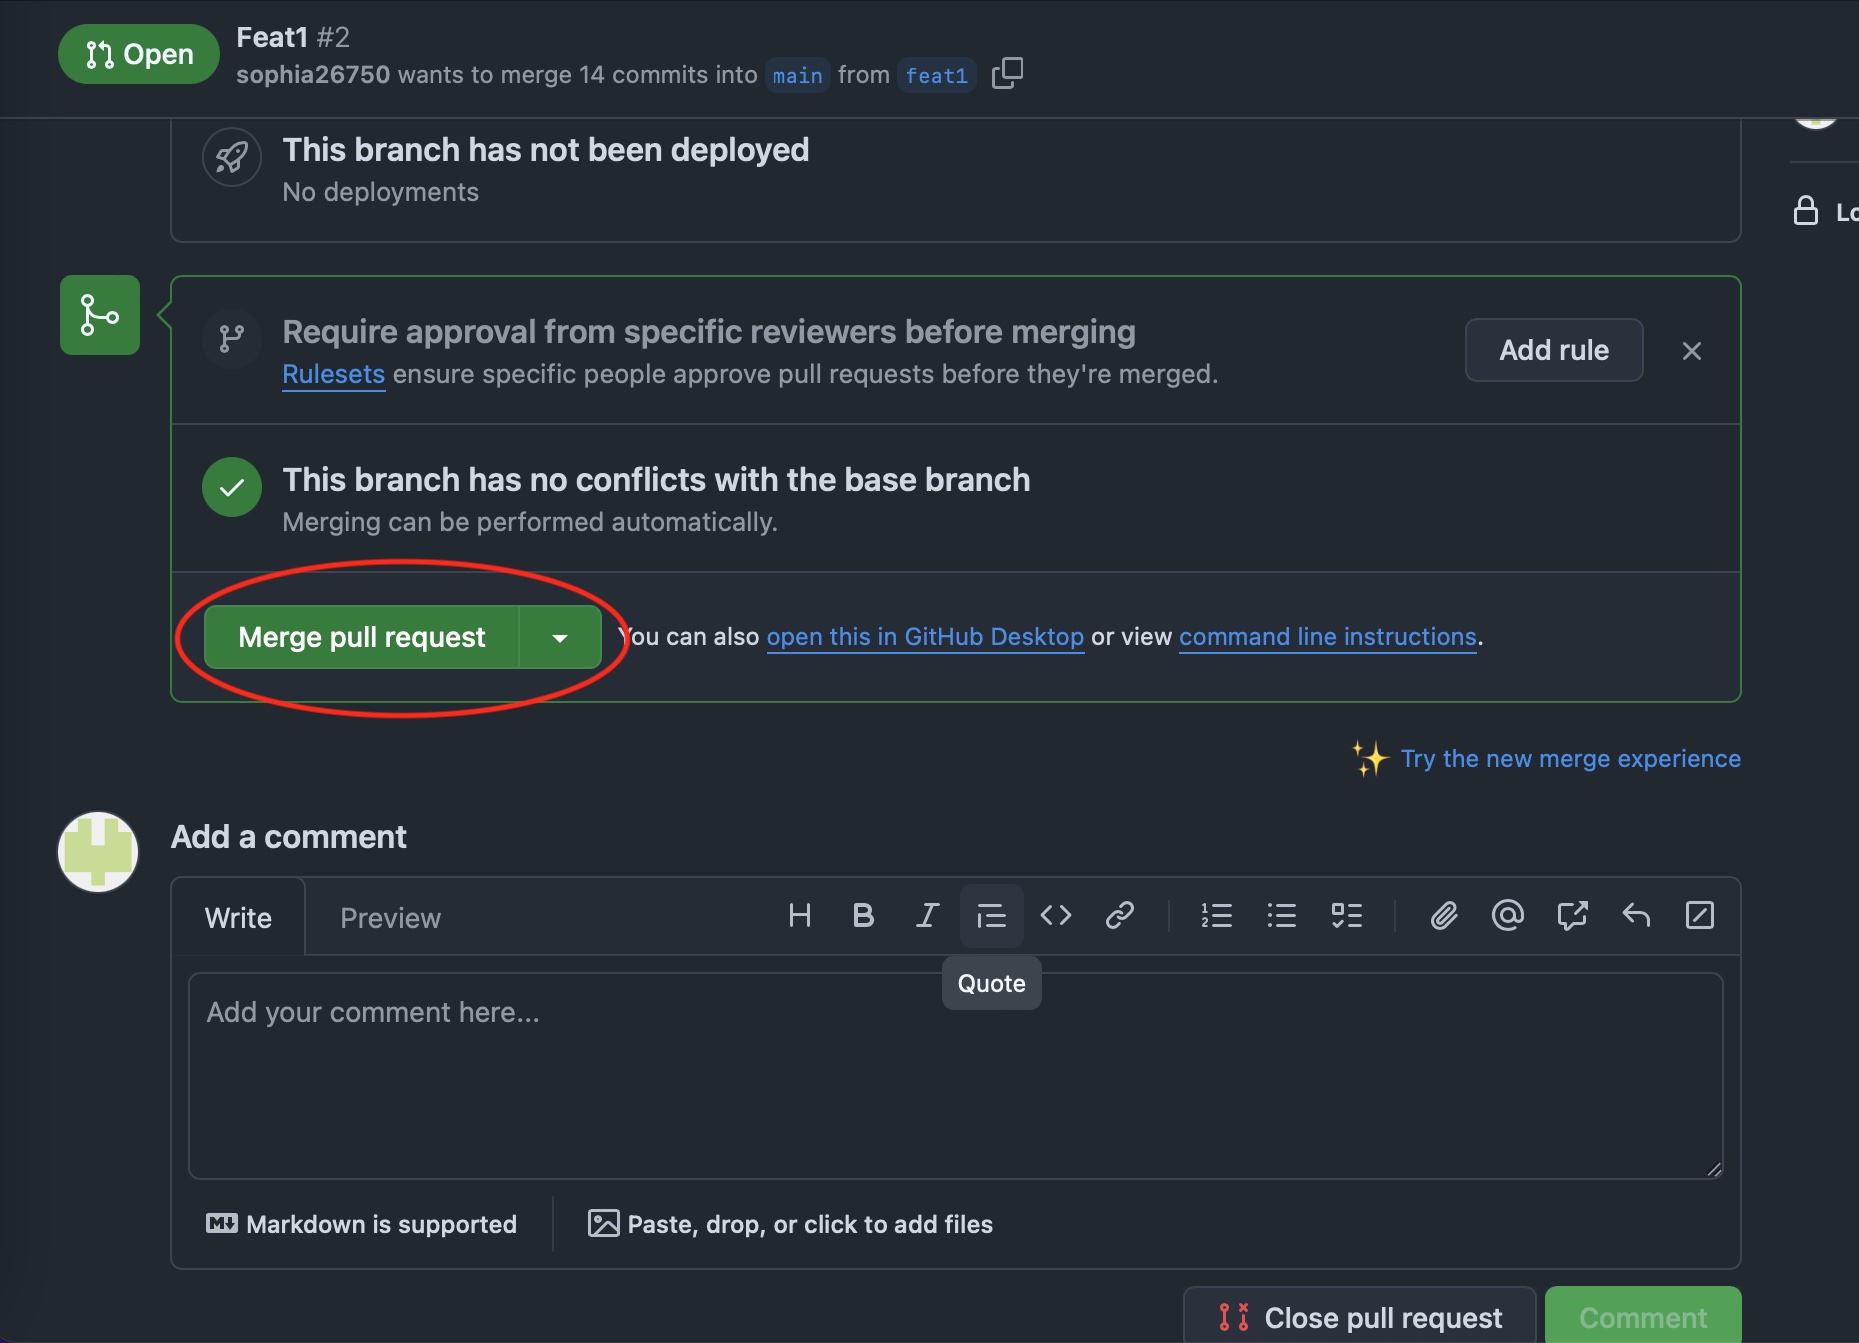 Open
Feat1 #2
sophia26750 wants to merge 14 commits into main from feat1
This branch has not been deployed
No deployments
Require approval from specific reviewers before merging
Rulesets ensure specific people approve pull requests before they're merged.
Add rule
This branch has no conflicts with the base branch
Merging can be performed automatically.
Merge pull request
You can also open this in GitHub Desktop or view command line instructions.
Try the new merge experience
Add a comment
Write
Preview
Quote
Add your comment here...
Markdown is supported
Paste, drop, or click to add files
Close pull request
Comment